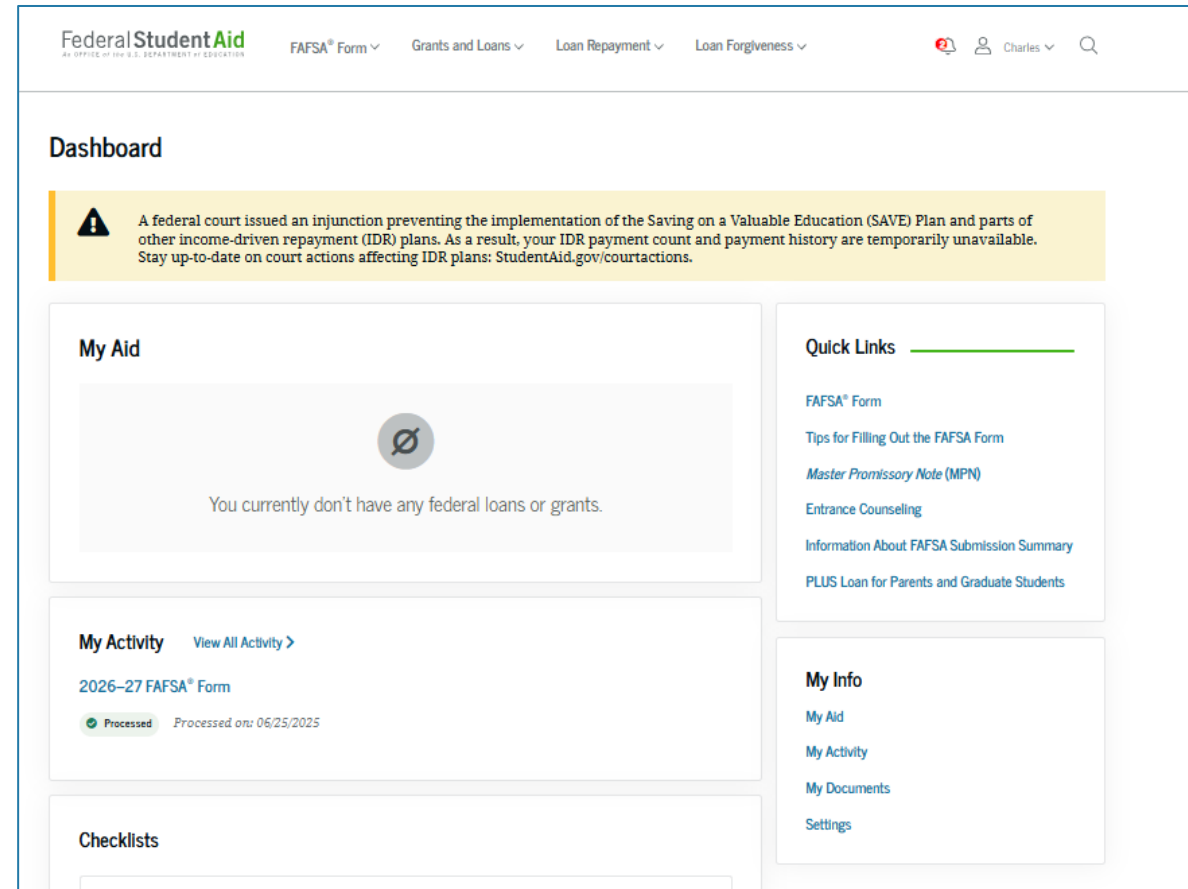 Federal Student Aid
An OFFICE of the U.S. DEPARTMENT of EDUCATION
FAFSA® Form
Grants and Loans
Loan Repayment
Loan Forgiveness
2
Charles
Dashboard
A federal court issued an injunction preventing the implementation of the Saving on a Valuable Education (SAVE) Plan and parts of
other income-driven repayment (IDR) plans. As a result, your IDR payment count and payment history are temporarily unavailable.
Stay up-to-date on court actions affecting IDR plans: StudentAid.gov/courtactions.
My Aid
You currently don't have any federal loans or grants.
My Activity
View All Activity
2026–27 FAFSA® Form
Processed
Processed on: 06/25/2025
Checklists
Quick Links
FAFSA® Form
Tips for Filling Out the FAFSA Form
Master Promissory Note (MPN)
Entrance Counseling
Information About FAFSA Submission Summary
PLUS Loan for Parents and Graduate Students
My Info
My Aid
My Activity
My Documents
Settings